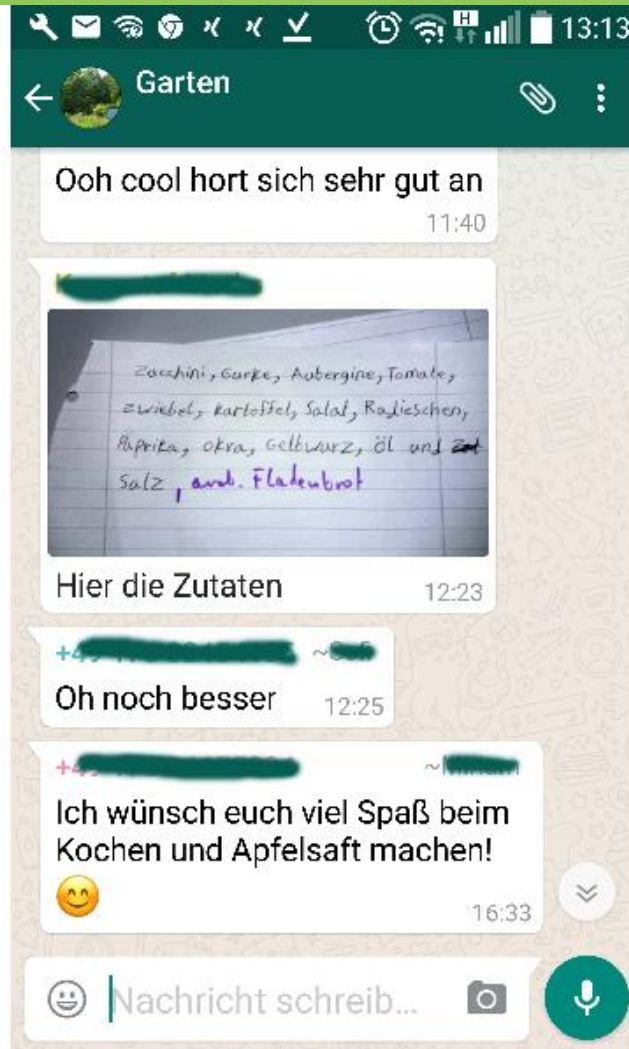 13:13
Garten
Ooh cool hort sich sehr gut an
11:40
Zucchini, Gurke, Aubergine, Tomate,
Zwiebel, Kartoffel, Salat, Radieschen,
Paprika, okra, Gelbwurz, öl und
Salz, arab. Fladenbrot
Hier die Zutaten
12:23
Oh noch besser
12:25
Ich wünsch euch viel Spaß beim
Kochen und Apfelsaft machen!
16:33
Nachricht schreib...